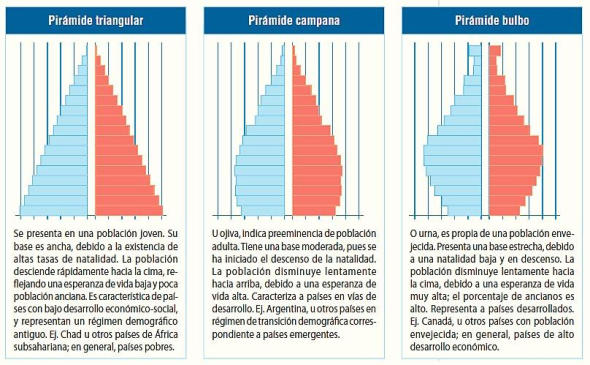 Pirámide triangular
Se presenta en una población joven. Su
base es ancha, debido a la existencia de
altas tasas de natalidad. La población
desciende rápidamente hacia la cima, re-
flejando una esperanza de vida baja y poca
población anciana. Es característica de paí-
ses con bajo desarrollo económico-social,
y representan un régimen demográfico
antiguo. Ej. Chad u otros países de África
subsahariana; en general, países pobres.
Pirámide campana
U ojiva, indica preeminencia de población
adulta. Tiene una base moderada, pues se
ha iniciado el descenso de la natalidad.
La población disminuye lentamente hacia
arriba, debido a una esperanza de
vida alta. Caracteriza a países en vías de
desarrollo. Ej. Argentina, u otros países en
régimen de transición demográfica corres-
pondiente a países emergentes.
Pirámide bulbo
O urna, es propia de una población enve-
jecida. Presenta una base estrecha, debido
a una natalidad baja y en descenso. La
población disminuye lentamente hacia
la cima, debido a una esperanza de vida
muy alta; el porcentaje de ancianos es
alto. Representa a países desarrollados.
Ej. Canadá, u otros países con población
envejecida; en general, países de alto
desarrollo económico.